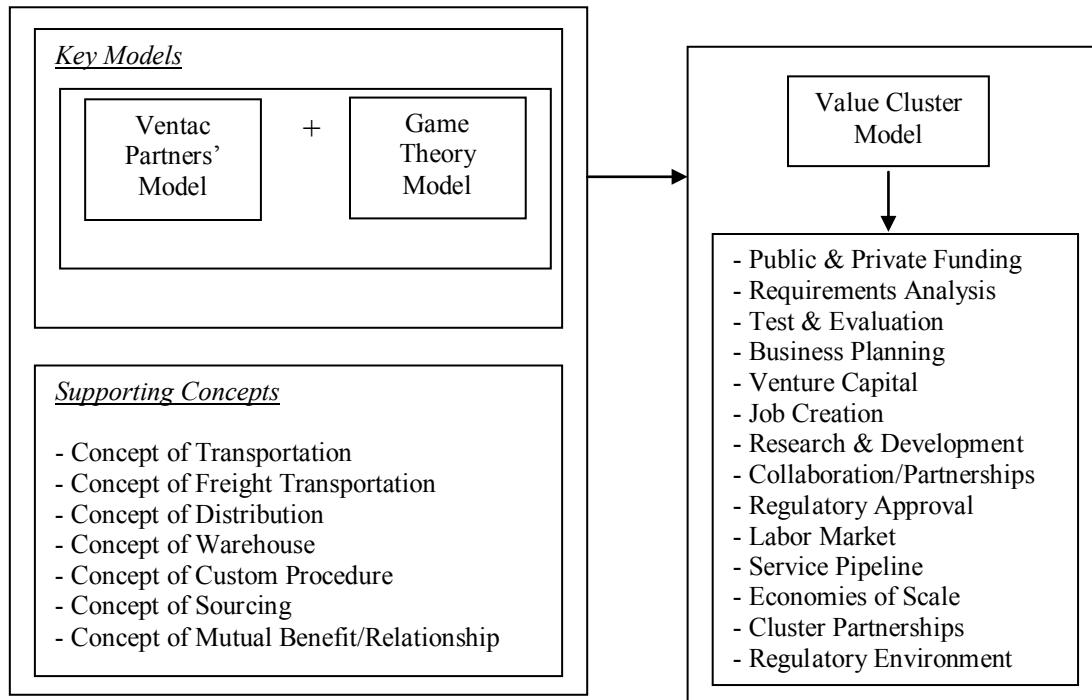 Key Models
Ventac
Partners’
Model
+
Game
Theory
Model
Supporting Concepts
- Concept of Transportation
- Concept of Freight Transportation
- Concept of Distribution
- Concept of Warehouse
- Concept of Custom Procedure
- Concept of Sourcing
- Concept of Mutual Benefit/Relationship
Value Cluster
Model
- Public & Private Funding
- Requirements Analysis
- Test & Evaluation
- Business Planning
- Venture Capital
- Job Creation
- Research & Development
- Collaboration/Partnerships
- Regulatory Approval
- Labor Market
- Service Pipeline
- Economies of Scale
- Cluster Partnerships
- Regulatory Environment